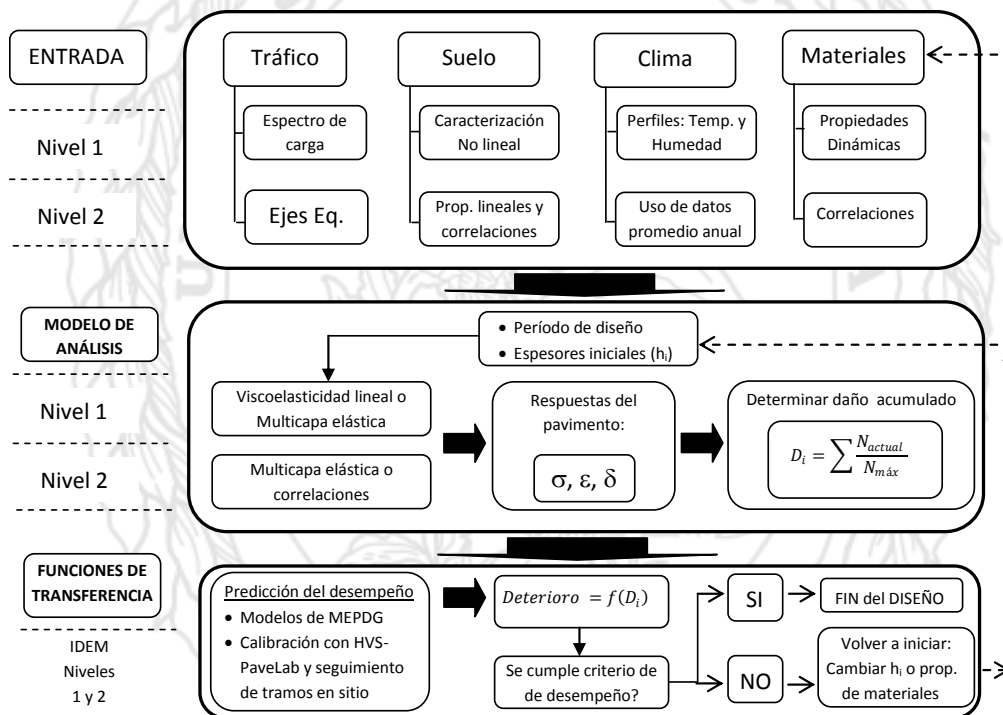 ENTRADA
Nivel 1
Nivel 2
Tráfico
Espectro de
carga
Ejes Eq.
Suelo
Caracterización
No lineal
Prop. lineales y
correlaciones
Clima
Perfiles: Temp. y
Humedad
Uso de datos
promedio anual
Materiales
Propiedades
Dinámicas
Correlaciones
MODELO DE
ANÁLISIS
Nivel 1
Nivel 2
• Período de diseño
• Espesores iniciales (hᵢ)
Viscoelasticidad lineal o
Multicapa elástica
Multicapa elástica o
correlaciones
Respuestas del
pavimento:
σ, ε, δ
Determinar daño acumulado
Dᵢ = ∑ N_actual / N_máx
FUNCIONES DE
TRANSFERENCIA
IDEM
Niveles
1 y 2
Predicción del desempeño
• Modelos de MEPDG
• Calibración con HVS-
PaveLab y seguimiento
de tramos en sitio
Deterioro = f(Dᵢ)
Se cumple criterio de
de desempeño?
SI
FIN del DISEÑO
NO
Volver a iniciar:
Cambiar hᵢ o prop.
de materiales